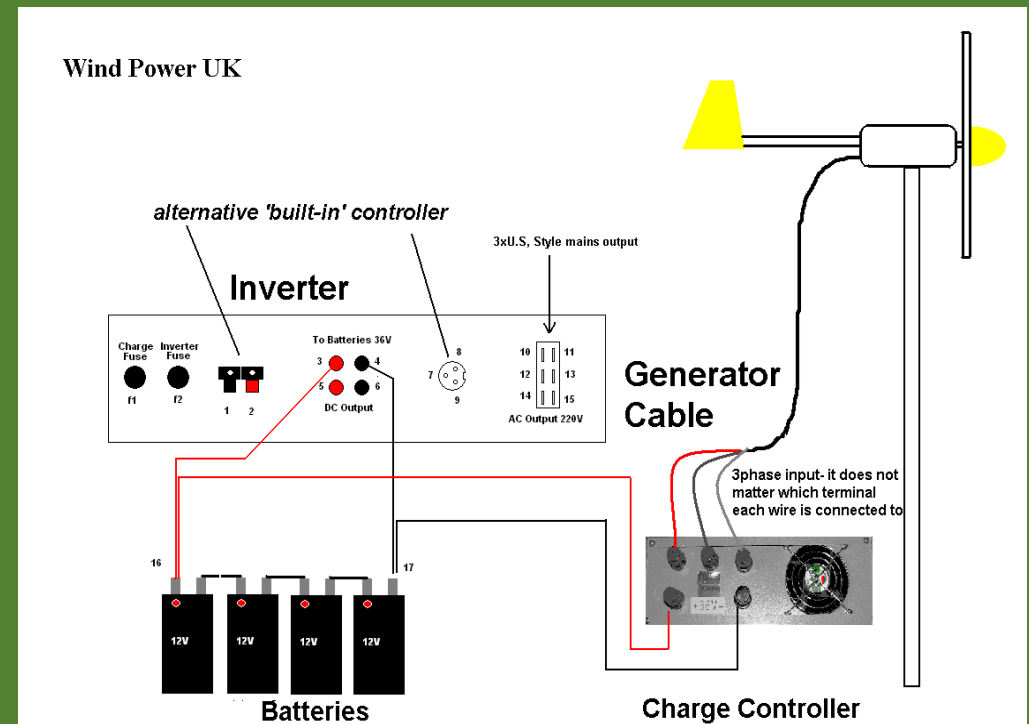 Wind Power UK
alternative 'built-in' controller
3xU.S, Style mains output
Inverter
Charge
Fuse
Inverter
Fuse
f1
f2
1
2
To Batteries 36V
3
4
5
6
DC Output
7
8
9
10
11
12
13
14
15
AC Output 220V
Generator
Cable
3phase input- it does not
matter which terminal
each wire is connected to
16
17
12V
12V
12V
12V
+36V-
Batteries
Charge Controller